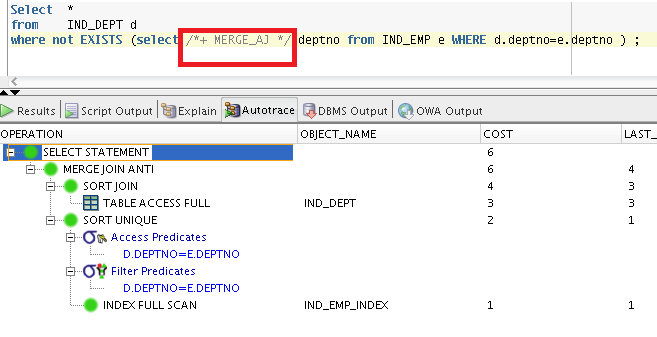 Select *
from IND_DEPT d
where not EXISTS (select /*+ MERGE_AJ */ deptno from IND_EMP e WHERE d.deptno=e.deptno ) ;
Results Script Output Explain Autotrace DBMS Output OWA Output
OPERATION OBJECT_NAME COST LAST_
SELECT STATEMENT 6
MERGE JOIN ANTI 6 4
SORT JOIN 4 3
TABLE ACCESS FULL IND_DEPT 3 3
SORT UNIQUE 2 1
Access Predicates
D.DEPTNO=E.DEPTNO
Filter Predicates
D.DEPTNO=E.DEPTNO
INDEX FULL SCAN IND_EMP_INDEX 1 1